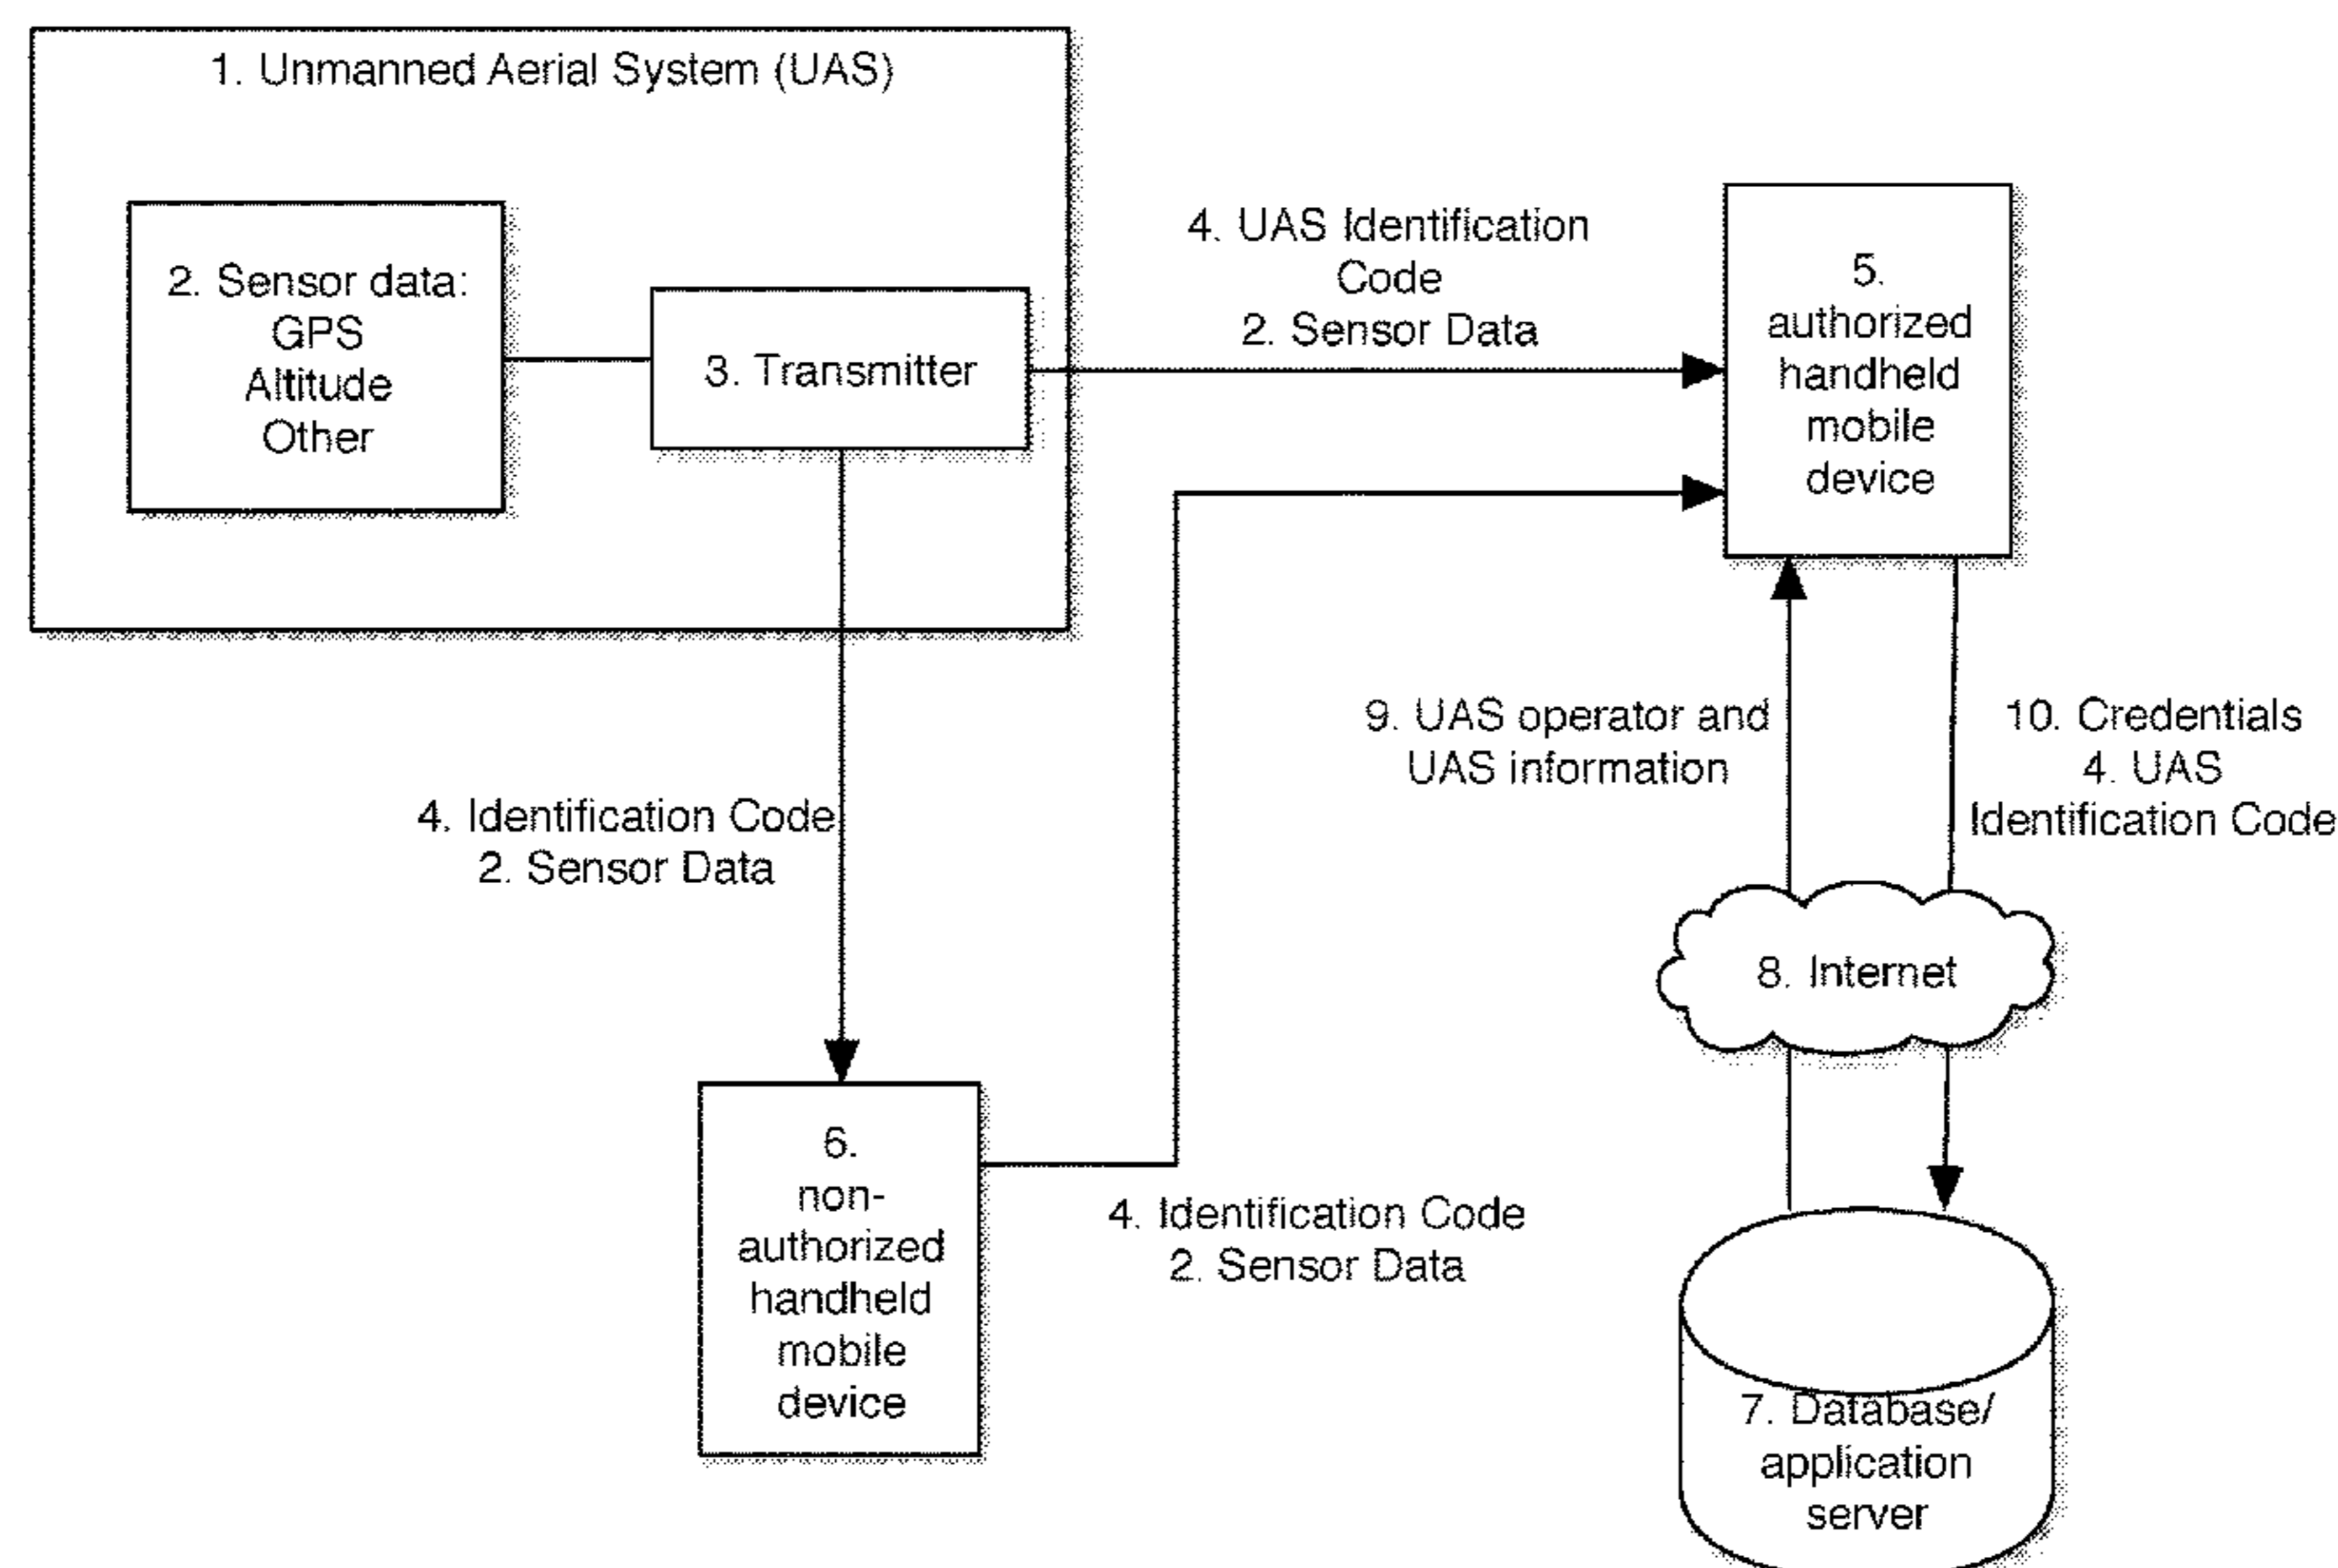 1. Unmanned Aerial System (UAS)
2. Sensor data:
GPS
Altitude
Other
3. Transmitter
4. UAS Identification
Code
2. Sensor Data
5.
authorized
handheld
mobile
device
9. UAS operator and
UAS information
10. Credentials
4. UAS
Identification Code
4. Identification Code
2. Sensor Data
8. Internet
6.
non-
authorized
handheld
mobile
device
4. Identification Code
2. Sensor Data
7. Database/
application
server